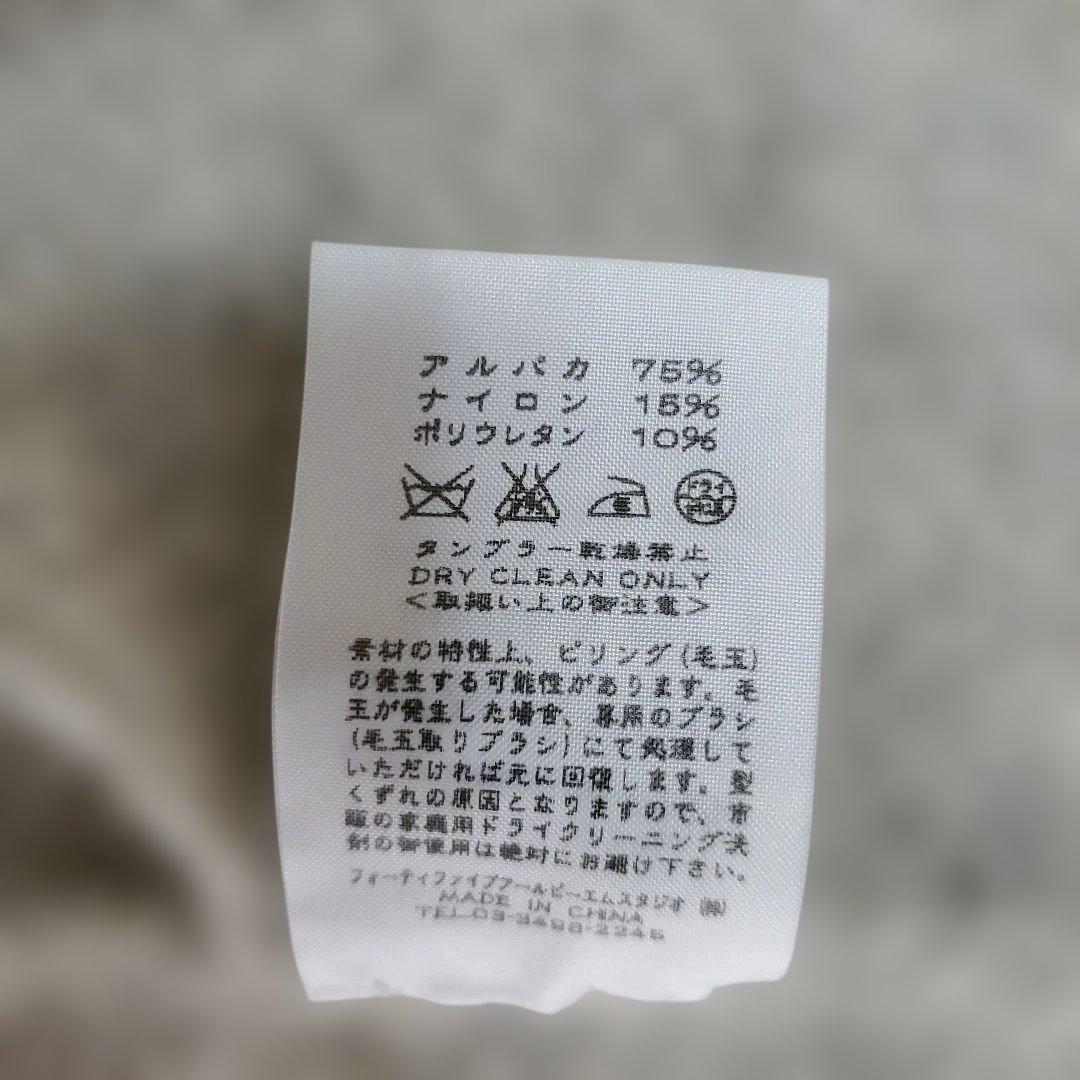 アルパカ 75%
ナイロン 15%
ポリウレタン 10%
ドライ
タンブラー乾燥禁止
DRY CLEAN ONLY
<取扱い上の御注意>
素材の特性上、ピリング(毛玉)
の発生する可能性があります。毛
玉が発生した場合、専用のブラシ
(毛玉取りブラシ)にて処理して
いただければ元に回復します。型
くずれの原因となりますので、市
販の家庭用ドライクリーニング洗
剤の御使用は絶対にお避け下さい。
フォーティファイブアールピーエムスタジオ ㈱
MADE IN CHINA
TEL 03-3498-2245